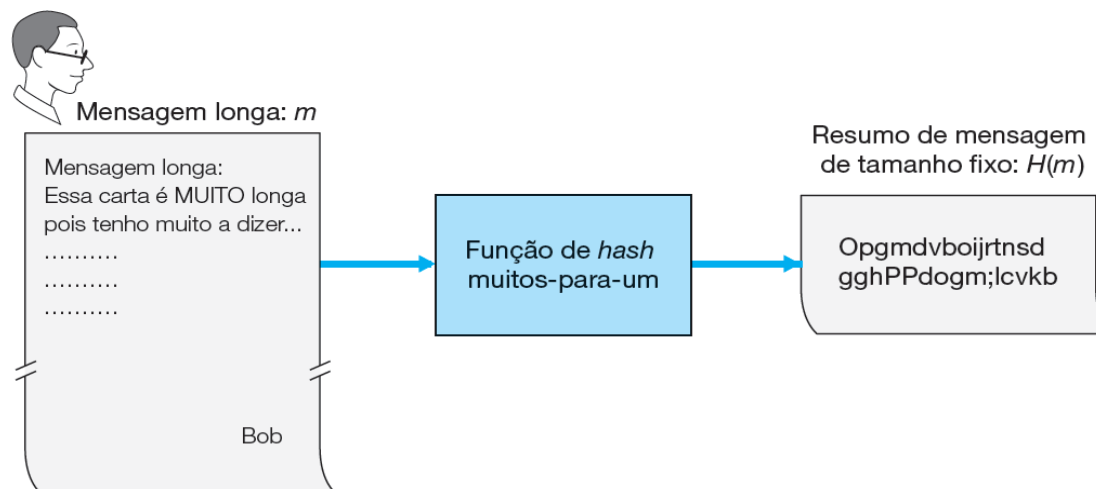 Mensagem longa: m
Mensagem longa:
Essa carta é MUITO longa
pois tenho muito a dizer...
..........
..........
..........
Bob
Função de hash
muitos-para-um
Resumo de mensagem
de tamanho fixo: H(m)
Opgmdvboijrtnsd
gghPPdogm;lcvkb